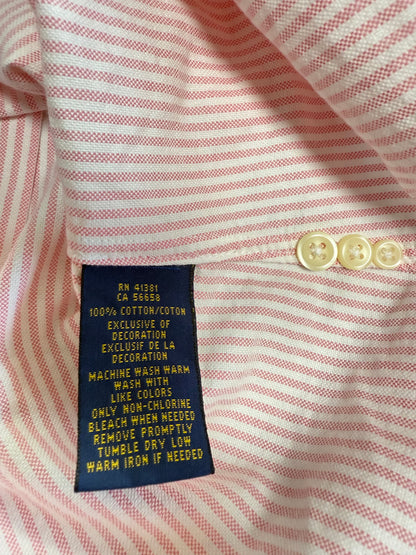 RN 41381
CA 56658
100% COTTON/COTON
EXCLUSIVE OF
DECORATION
EXCLUSIF DE LA
DECORATION
MACHINE WASH WARM
WASH WITH
LIKE COLORS
ONLY NON-CHLORINE
BLEACH WHEN NEEDED
REMOVE PROMPTLY
TUMBLE DRY LOW
WARM IRON IF NEEDED